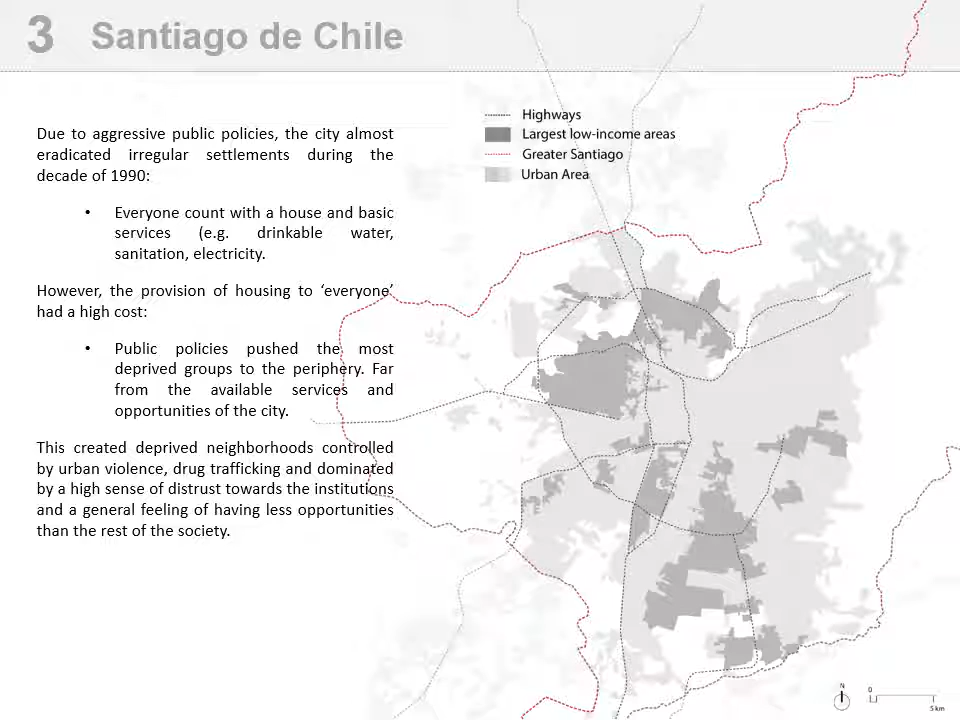 3 Santiago de Chile
Due to aggressive public policies, the city almost
eradicated irregular settlements during the
decade of 1990:
• Everyone count with a house and basic
services (e.g. drinkable water,
sanitation, electricity.
However, the provision of housing to ‘everyone’
had a high cost:
• Public policies pushed the most
deprived groups to the periphery. Far
from the available services and
opportunities of the city.
This created deprived neighborhoods controlled
by urban violence, drug trafficking and dominated
by a high sense of distrust towards the institutions
and a general feeling of having less opportunities
than the rest of the society.
Highways
Largest low-income areas
Greater Santiago
Urban Area
N
0
5 km